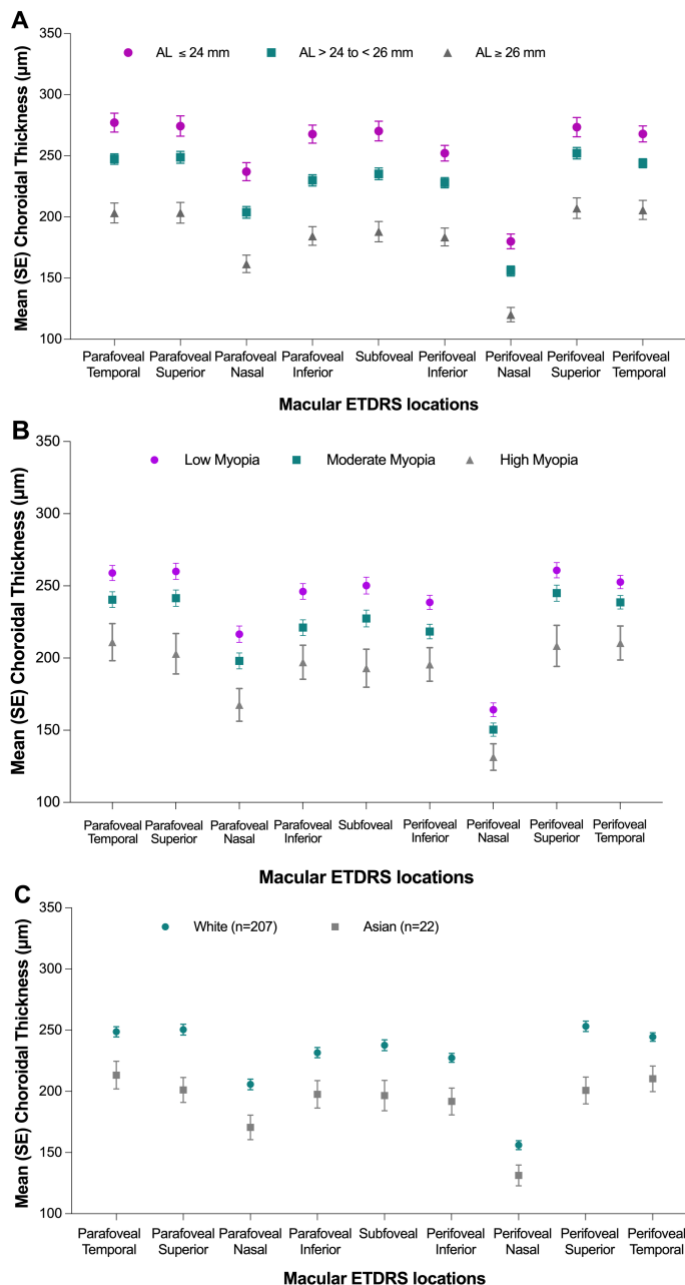 A
AL ≤ 24 mm AL > 24 to < 26 mm AL ≥ 26 mm
Mean (SE) Choroidal Thickness (µm)
350
300
250
200
150
100
Parafoveal Temporal
Parafoveal Superior
Parafoveal Nasal
Parafoveal Inferior
Subfoveal
Perifoveal Inferior
Perifoveal Nasal
Perifoveal Superior
Perifoveal Temporal
Macular ETDRS locations
B
Low Myopia Moderate Myopia High Myopia
Mean (SE) Choroidal Thickness (µm)
350
300
250
200
150
100
Parafoveal Temporal
Parafoveal Superior
Parafoveal Nasal
Parafoveal Inferior
Subfoveal
Perifoveal Inferior
Perifoveal Nasal
Perifoveal Superior
Perifoveal Temporal
Macular ETDRS locations
C
White (n=207) Asian (n=22)
Mean (SE) Choroidal Thickness (µm)
350
300
250
200
150
100
Parafoveal Temporal
Parafoveal Superior
Parafoveal Nasal
Parafoveal Inferior
Subfoveal
Perifoveal Inferior
Perifoveal Nasal
Perifoveal Superior
Perifoveal Temporal
Macular ETDRS locations